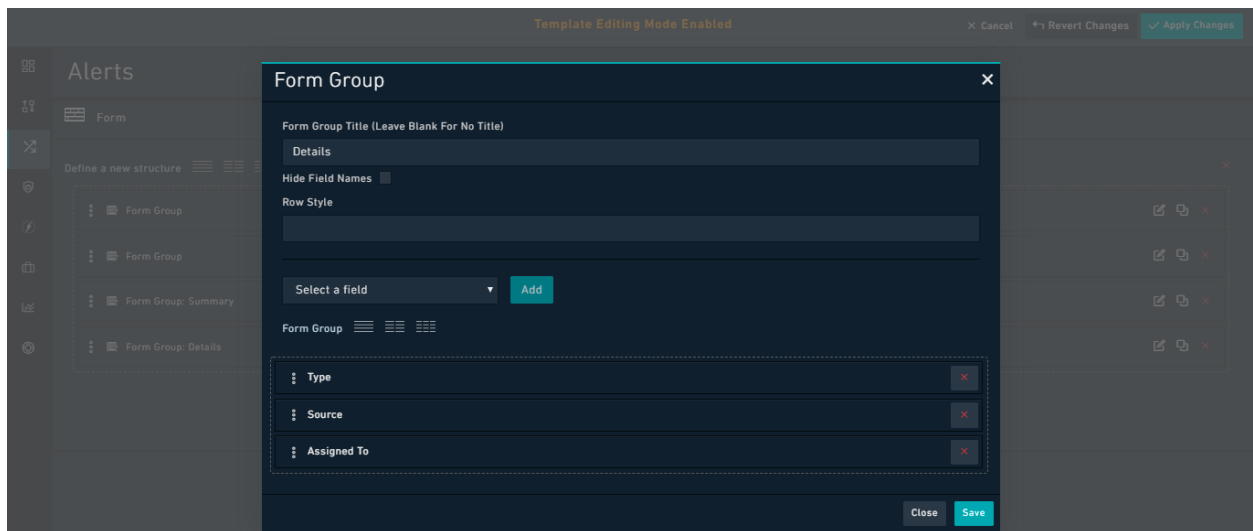 Template Editing Mode Enabled
Cancel
Revert Changes
Apply Changes
Alerts
Form
Define a new structure
Form Group
Form Group
Form Group: Summary
Form Group: Details
Form Group
Form Group Title (Leave Blank For No Title)
Details
Hide Field Names
Row Style
Select a field
Add
Form Group
Type
Source
Assigned To
Close
Save